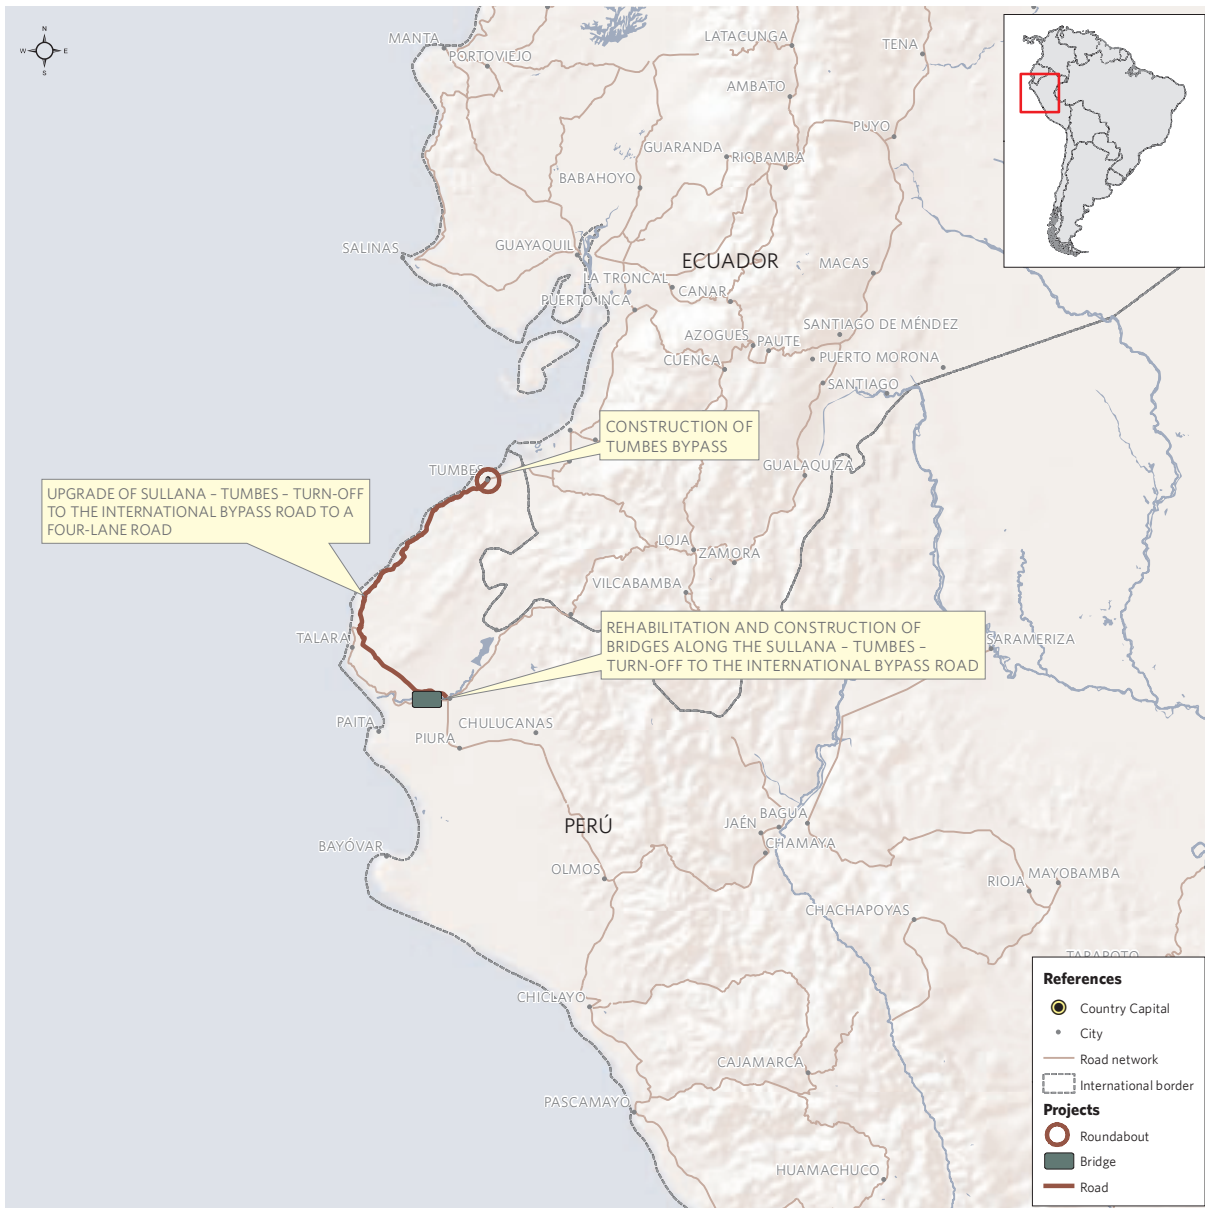 N
W
E
S
MANTA
PORTOVIEJO
LATACUNGA
TENA
AMBATO
PUYO
GUARANDA
RIOBAMBA
BABAHOYO
SALINAS
GUAYAQUIL
ECUADOR
MACAS
LA TRONCAL
CANAR
PUERTO INCA
SANTIAGO DE MÉNDEZ
AZOGUES
PAUTE
CUENCA
PUERTO MORONA
SANTIAGO
CONSTRUCTION OF
TUMBES BYPASS
TUMBES
GUALAQUIZA
UPGRADE OF SULLANA – TUMBES – TURN-OFF
TO THE INTERNATIONAL BYPASS ROAD TO A
FOUR-LANE ROAD
LOJA
ZAMORA
VILCABAMBA
REHABILITATION AND CONSTRUCTION OF
BRIDGES ALONG THE SULLANA – TUMBES –
TURN-OFF TO THE INTERNATIONAL BYPASS ROAD
TALARA
SARAMERIZA
PAITA
CHULUCANAS
PIURA
PERÚ
BAGUA
JAÉN
CHAMAYA
BAYÓVAR
OLMOS
RIOJA
MAYOBAMBA
CHACHAPOYAS
TARAPOTO
CHICLAYO
CAJAMARCA
PASCAMAYO
HUAMACHUCO
References
Country Capital
City
Road network
International border
Projects
Roundabout
Bridge
Road